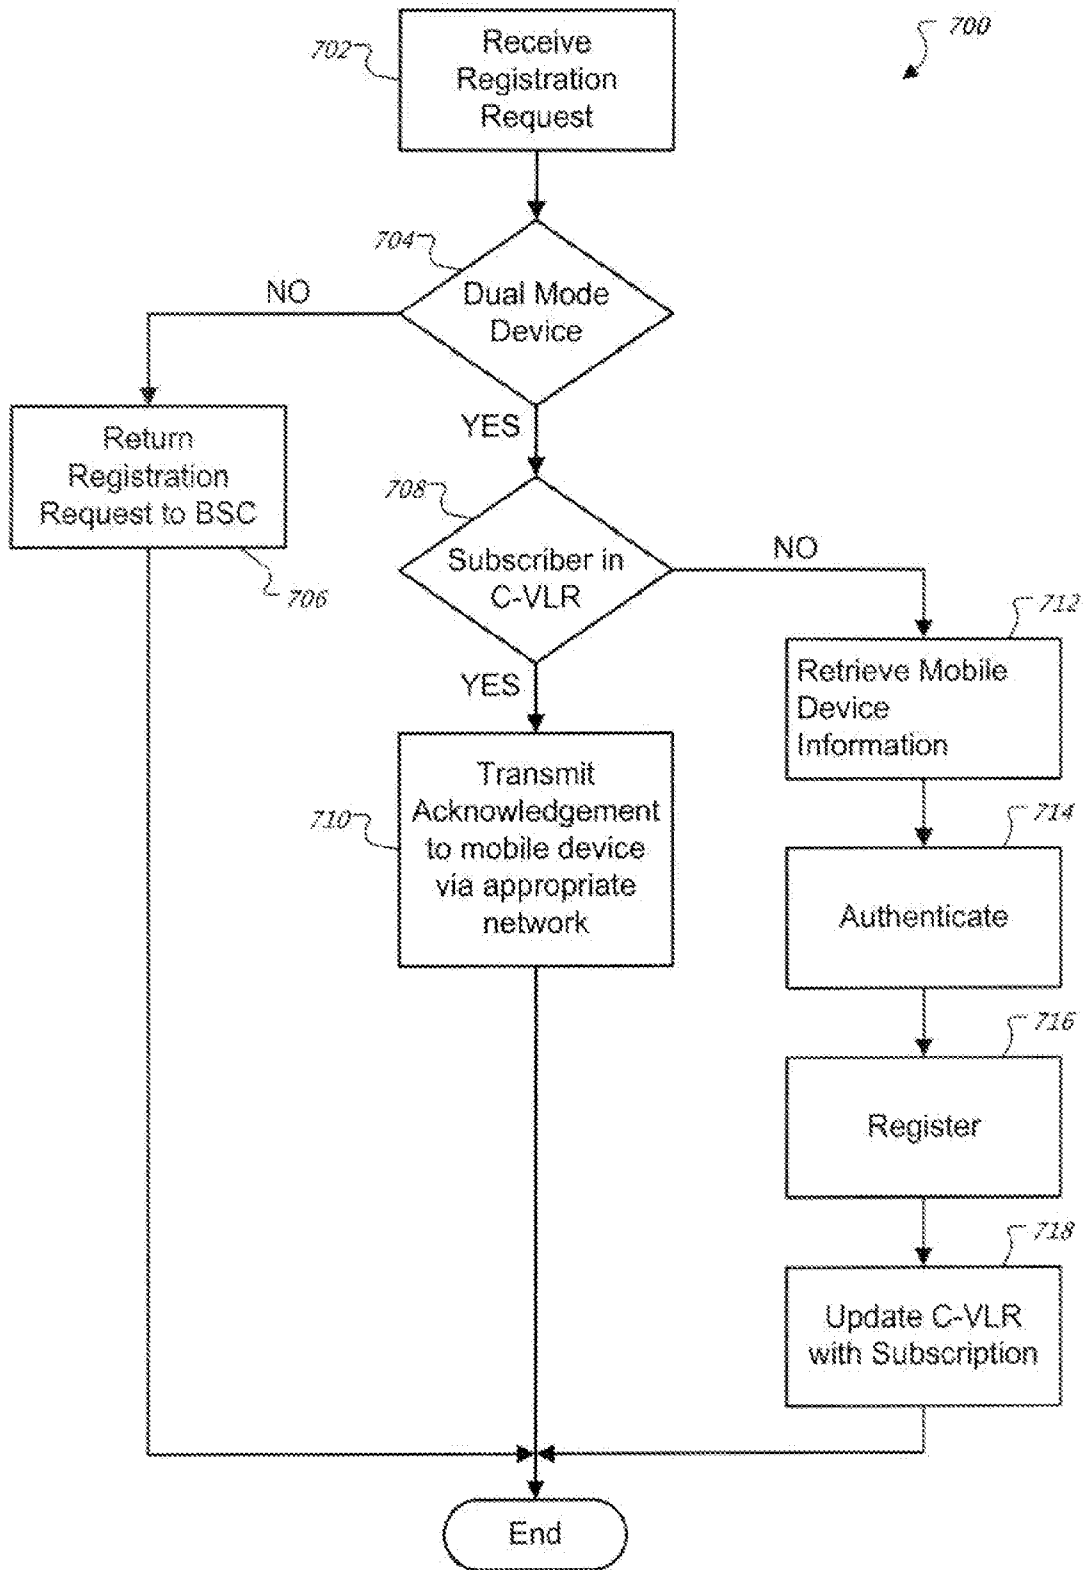 700
702
Receive
Registration
Request
704
Dual Mode
Device
NO
YES
Return
Registration
Request to BSC
706
708
Subscriber in
C-VLR
NO
YES
712
Retrieve Mobile
Device
Information
710
Transmit
Acknowledgement
to mobile device
via appropriate
network
714
Authenticate
716
Register
718
Update C-VLR
with Subscription
End